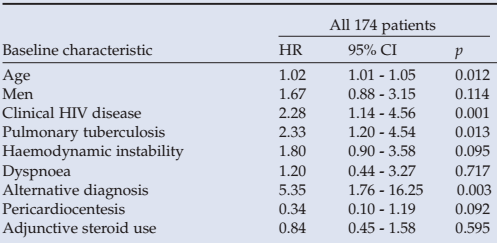 All 174 patients
Baseline characteristic HR 95% CI p
Age 1.02 1.01 - 1.05 0.012
Men 1.67 0.88 - 3.15 0.114
Clinical HIV disease 2.28 1.14 - 4.56 0.001
Pulmonary tuberculosis 2.33 1.20 - 4.54 0.013
Haemodynamic instability 1.80 0.90 - 3.58 0.095
Dyspnoea 1.20 0.44 - 3.27 0.717
Alternative diagnosis 5.35 1.76 - 16.25 0.003
Pericardiocentesis 0.34 0.10 - 1.19 0.092
Adjunctive steroid use 0.84 0.45 - 1.58 0.595